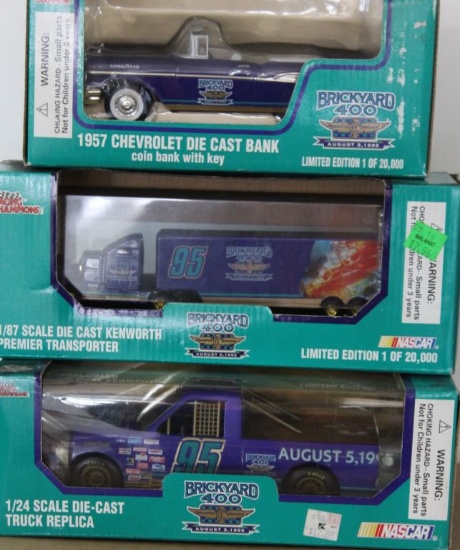 WARNING:
CHOKING HAZARD- Small parts
Not for Children under 3 years
GOODYEAR
BRICKYARD
400
AUGUST 5, 1995
1957 CHEVROLET DIE CAST BANK
coin bank with key
LIMITED EDITION 1 OF 20,000
RACING
CHAMPIONS
95
BRICKYARD
400
WARNING:
CHOKING HAZARD- Small parts
Not for Children under 3 years
1/87 SCALE DIE CAST KENWORTH
PREMIER TRANSPORTER
BRICKYARD
400
AUGUST 5, 1995
NASCAR
LIMITED EDITION 1 OF 20,000
95
AUGUST 5,199
BRICKYARD
WARNING:
CHOKING HAZARD- Small parts
Not for Children under 3 years
1/24 SCALE DIE-CAST
TRUCK REPLICA
BRICKYARD
400
AUGUST 5, 1995
NASCAR